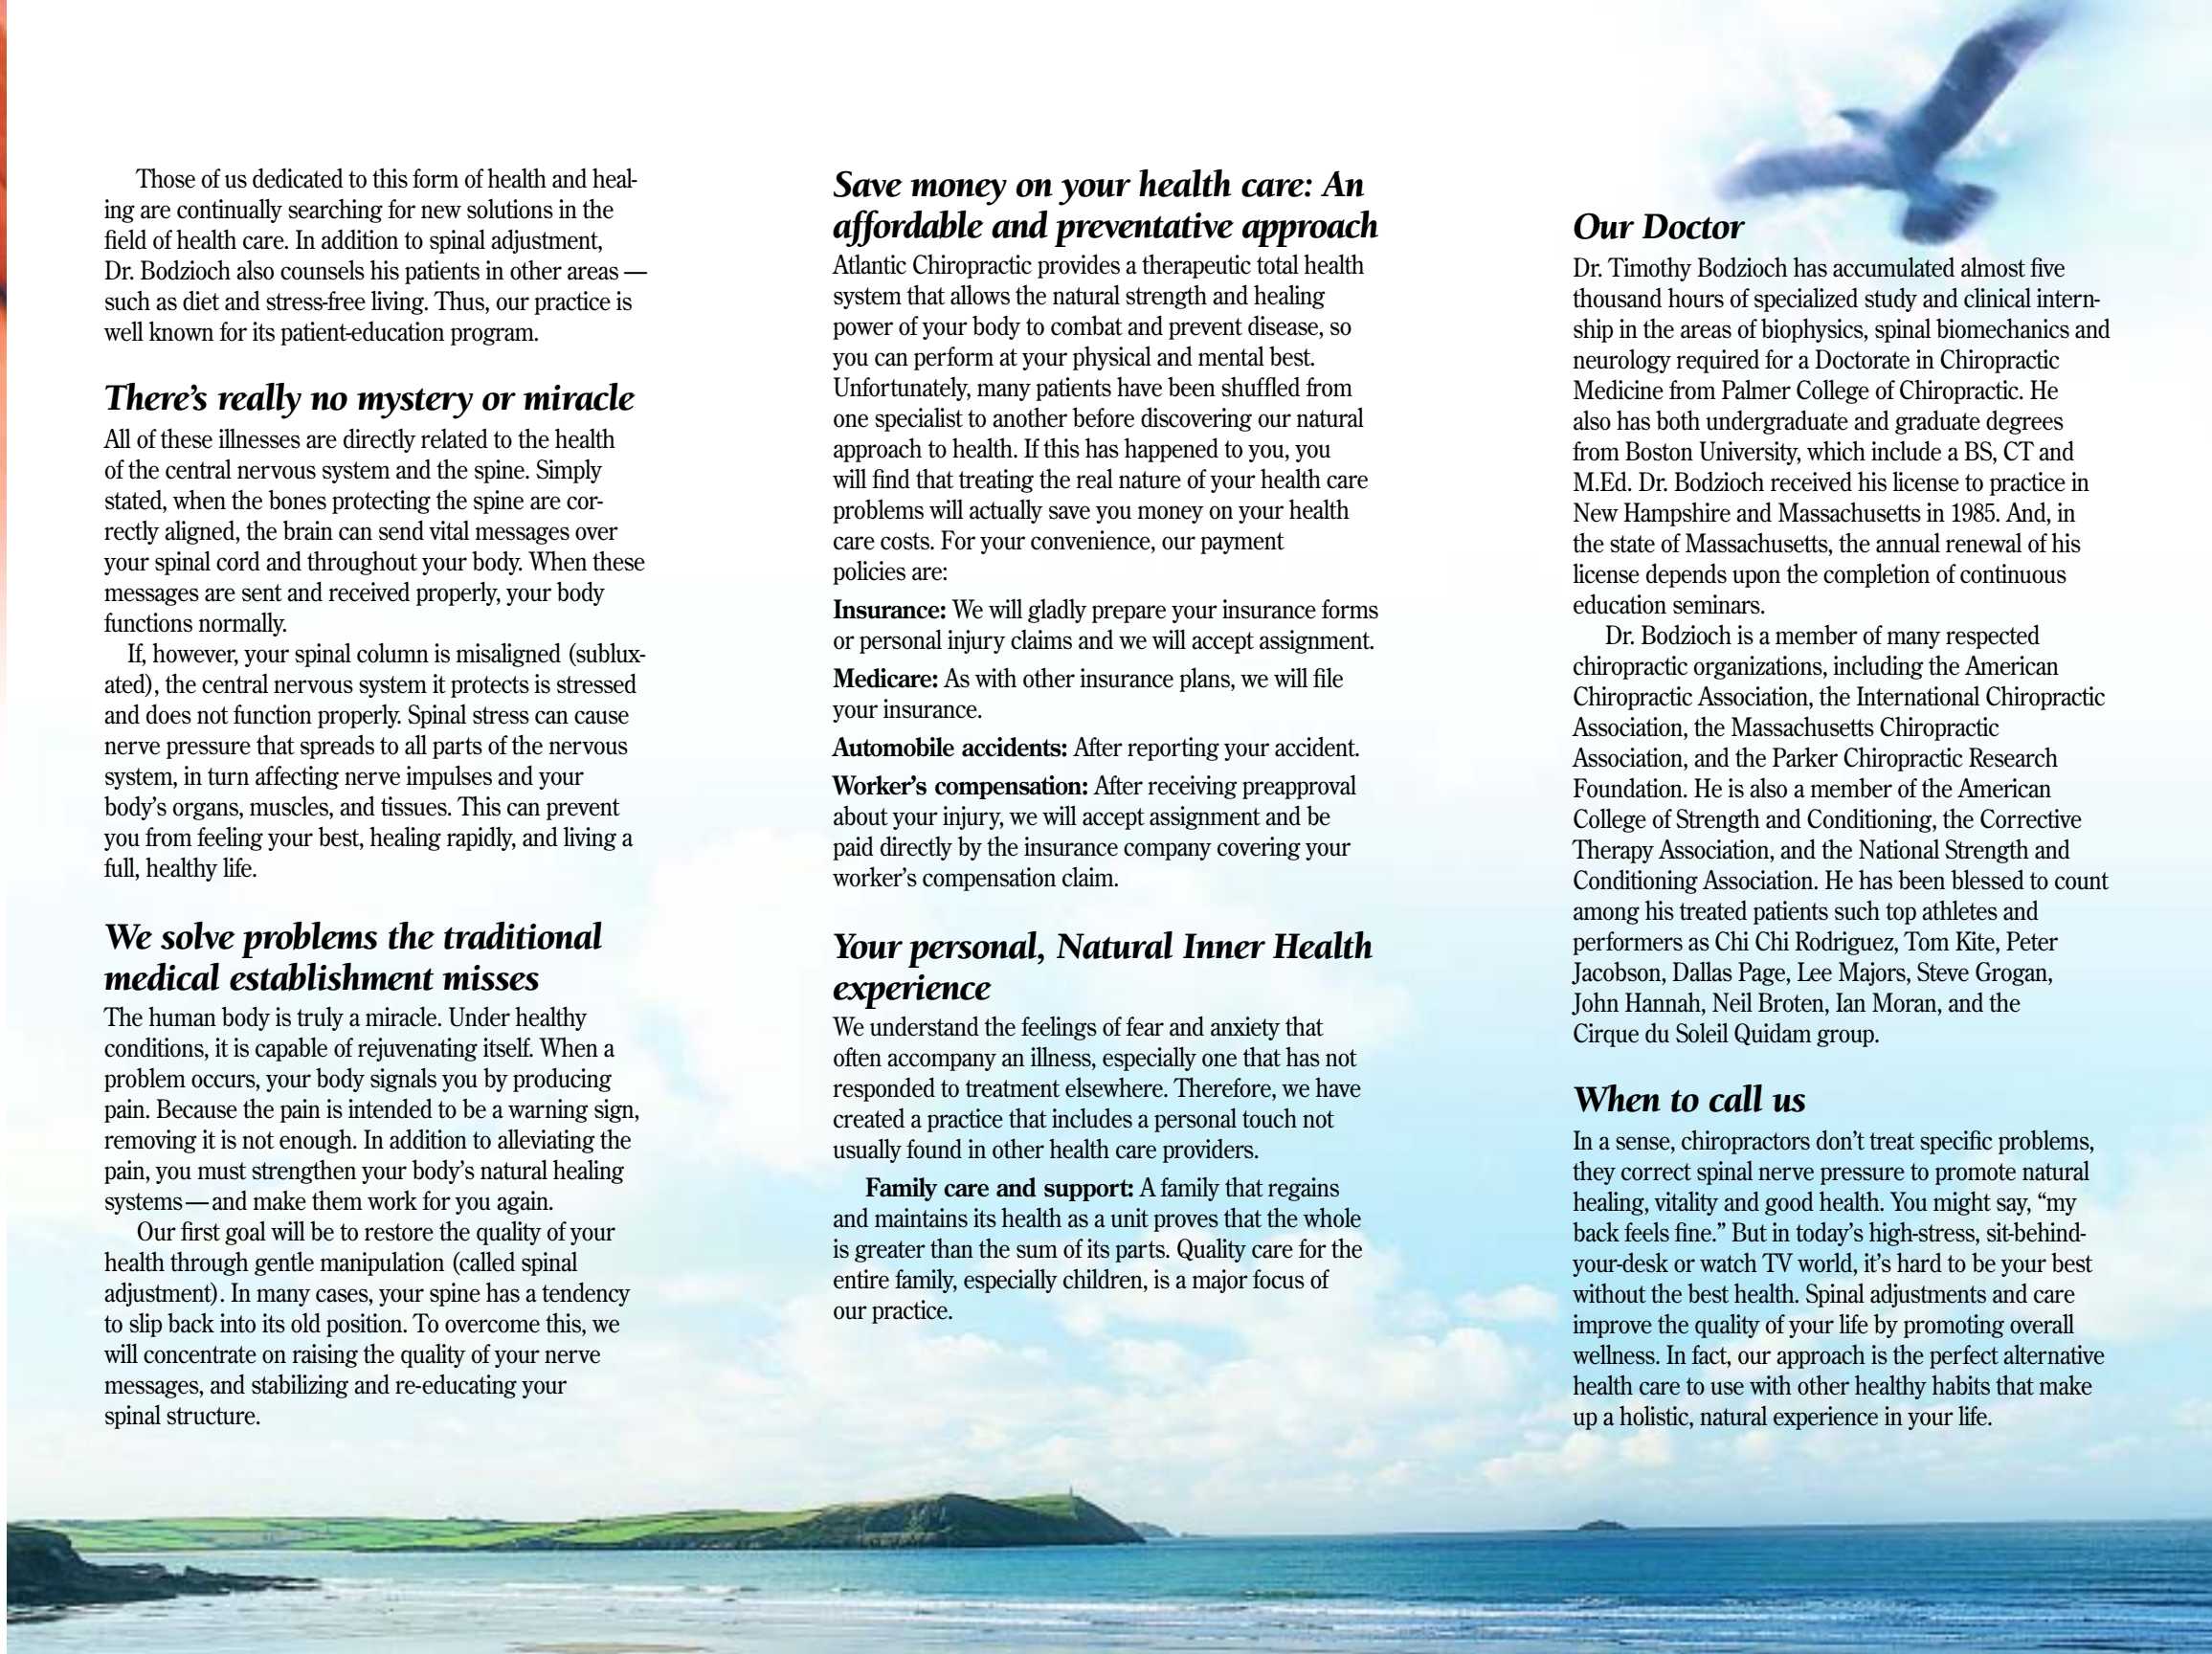 Those of us dedicated to this form of health and heal-
ing are continually searching for new solutions in the
field of health care. In addition to spinal adjustment,
Dr. Bodzioch also counsels his patients in other areas —
such as diet and stress-free living. Thus, our practice is
well known for its patient-education program.
There's really no mystery or miracle
All of these illnesses are directly related to the health
of the central nervous system and the spine. Simply
stated, when the bones protecting the spine are cor-
rectly aligned, the brain can send vital messages over
your spinal cord and throughout your body. When these
messages are sent and received properly, your body
functions normally.
If, however, your spinal column is misaligned (sublux-
ated), the central nervous system it protects is stressed
and does not function properly. Spinal stress can cause
nerve pressure that spreads to all parts of the nervous
system, in turn affecting nerve impulses and your
body's organs, muscles, and tissues. This can prevent
you from feeling your best, healing rapidly, and living a
full, healthy life.
We solve problems the traditional
medical establishment misses
The human body is truly a miracle. Under healthy
conditions, it is capable of rejuvenating itself. When a
problem occurs, your body signals you by producing
pain. Because the pain is intended to be a warning sign,
removing it is not enough. In addition to alleviating the
pain, you must strengthen your body's natural healing
systems — and make them work for you again.
Our first goal will be to restore the quality of your
health through gentle manipulation (called spinal
adjustment). In many cases, your spine has a tendency
to slip back into its old position. To overcome this, we
will concentrate on raising the quality of your nerve
messages, and stabilizing and re-educating your
spinal structure.
Save money on your health care: An
affordable and preventative approach
Atlantic Chiropractic provides a therapeutic total health
system that allows the natural strength and healing
power of your body to combat and prevent disease, so
you can perform at your physical and mental best.
Unfortunately, many patients have been shuffled from
one specialist to another before discovering our natural
approach to health. If this has happened to you, you
will find that treating the real nature of your health care
problems will actually save you money on your health
care costs. For your convenience, our payment
policies are:
Insurance: We will gladly prepare your insurance forms
or personal injury claims and we will accept assignment.
Medicare: As with other insurance plans, we will file
your insurance.
Automobile accidents: After reporting your accident.
Worker's compensation: After receiving preapproval
about your injury, we will accept assignment and be
paid directly by the insurance company covering your
worker's compensation claim.
Your personal, Natural Inner Health
experience
We understand the feelings of fear and anxiety that
often accompany an illness, especially one that has not
responded to treatment elsewhere. Therefore, we have
created a practice that includes a personal touch not
usually found in other health care providers.
Family care and support: A family that regains
and maintains its health as a unit proves that the whole
is greater than the sum of its parts. Quality care for the
entire family, especially children, is a major focus of
our practice.
Our Doctor
Dr. Timothy Bodzioch has accumulated almost five
thousand hours of specialized study and clinical intern-
ship in the areas of biophysics, spinal biomechanics and
neurology required for a Doctorate in Chiropractic
Medicine from Palmer College of Chiropractic. He
also has both undergraduate and graduate degrees
from Boston University, which include a BS, CT and
M.Ed. Dr. Bodzioch received his license to practice in
New Hampshire and Massachusetts in 1985. And, in
the state of Massachusetts, the annual renewal of his
license depends upon the completion of continuous
education seminars.
Dr. Bodzioch is a member of many respected
chiropractic organizations, including the American
Chiropractic Association, the International Chiropractic
Association, the Massachusetts Chiropractic
Association, and the Parker Chiropractic Research
Foundation. He is also a member of the American
College of Strength and Conditioning, the Corrective
Therapy Association, and the National Strength and
Conditioning Association. He has been blessed to count
among his treated patients such top athletes and
performers as Chi Chi Rodriguez, Tom Kite, Peter
Jacobson, Dallas Page, Lee Majors, Steve Grogan,
John Hannah, Neil Broten, Ian Moran, and the
Cirque du Soleil Quidam group.
When to call us
In a sense, chiropractors don't treat specific problems,
they correct spinal nerve pressure to promote natural
healing, vitality and good health. You might say, “my
back feels fine.” But in today's high-stress, sit-behind-
your-desk or watch TV world, it's hard to be your best
without the best health. Spinal adjustments and care
improve the quality of your life by promoting overall
wellness. In fact, our approach is the perfect alternative
health care to use with other healthy habits that make
up a holistic, natural experience in your life.